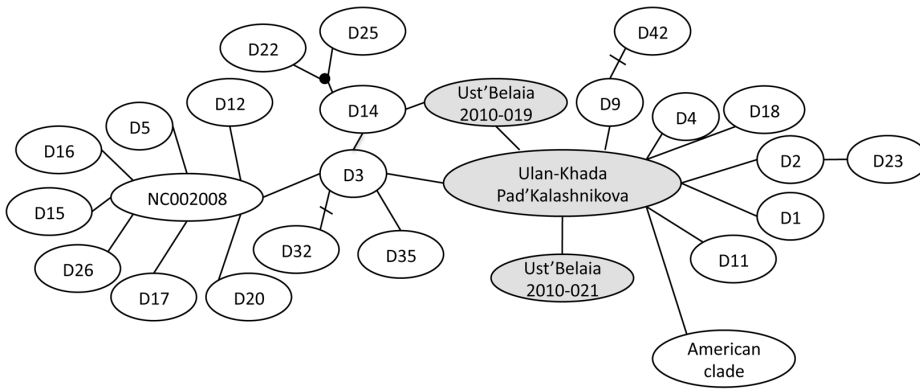 D25
D42
D22
D12
D14
Ust'Belaia
2010-019
D9
D4
D18
D5
D16
D3
Ulan-Khada
Pad'Kalashnikova
D2
D23
NC002008
D15
D1
D32
D35
D26
D17
D20
Ust'Belaia
2010-021
D11
American
clade